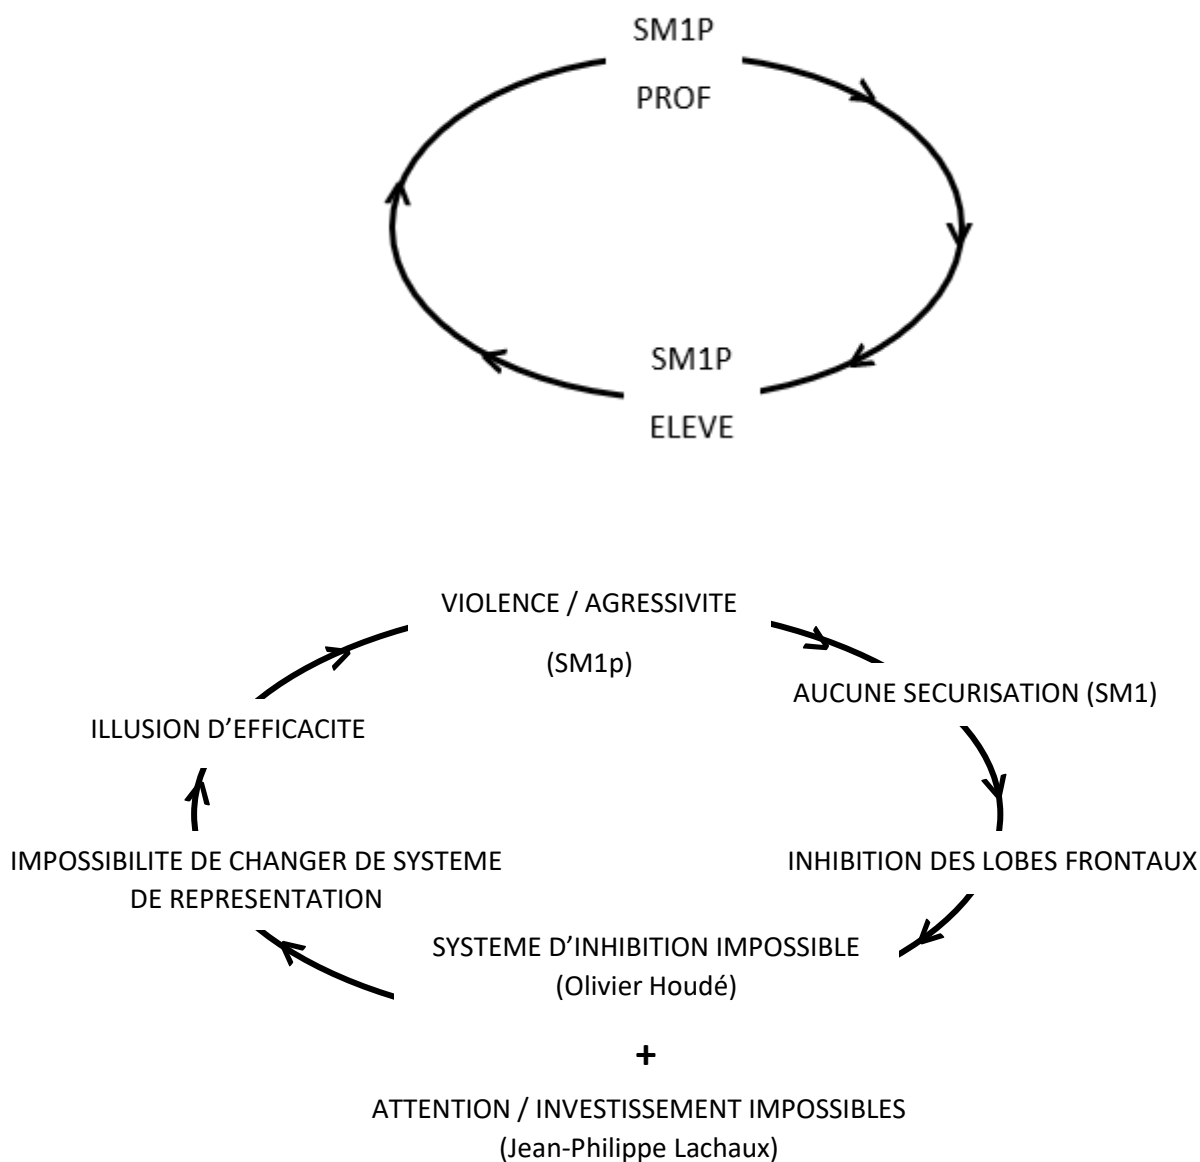 SM1P
PROF
SM1P
ELEVE
VIOLENCE / AGRESSIVITE
(SM1p)
AUCUNE SECURISATION (SM1)
ILLUSION D’EFFICACITE
IMPOSSIBILITE DE CHANGER DE SYSTEME
DE REPRESENTATION
INHIBITION DES LOBES FRONTAUX
SYSTEME D’INHIBITION IMPOSSIBLE
(Olivier Houdé)
+
ATTENTION / INVESTISSEMENT IMPOSSIBLES
(Jean-Philippe Lachaux)